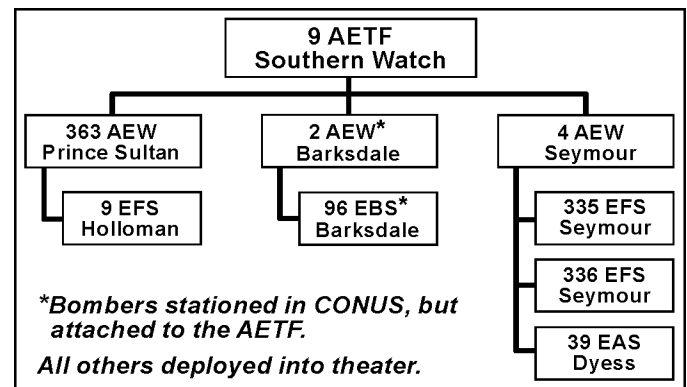 9 AETF
Southern Watch
363 AEW
Prince Sultan
2 AEW*
Barksdale
4 AEW
Seymour
9 EFS
Holloman
96 EBS*
Barksdale
335 EFS
Seymour
336 EFS
Seymour
39 EAS
Dyess
*Bombers stationed in CONUS, but
attached to the AETF.
All others deployed into theater.